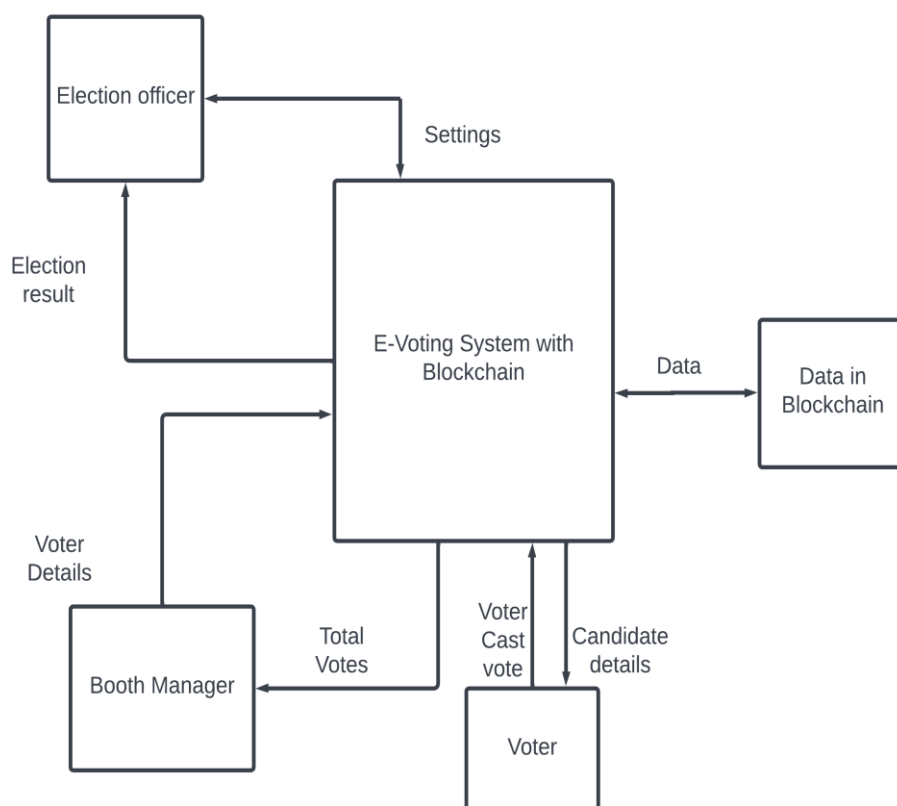 Election officer
Settings
Election
result
E-Voting System with
Blockchain
Data
Data in
Blockchain
Voter
Details
Total
Votes
Voter
Cast
vote
Candidate
details
Booth Manager
Voter